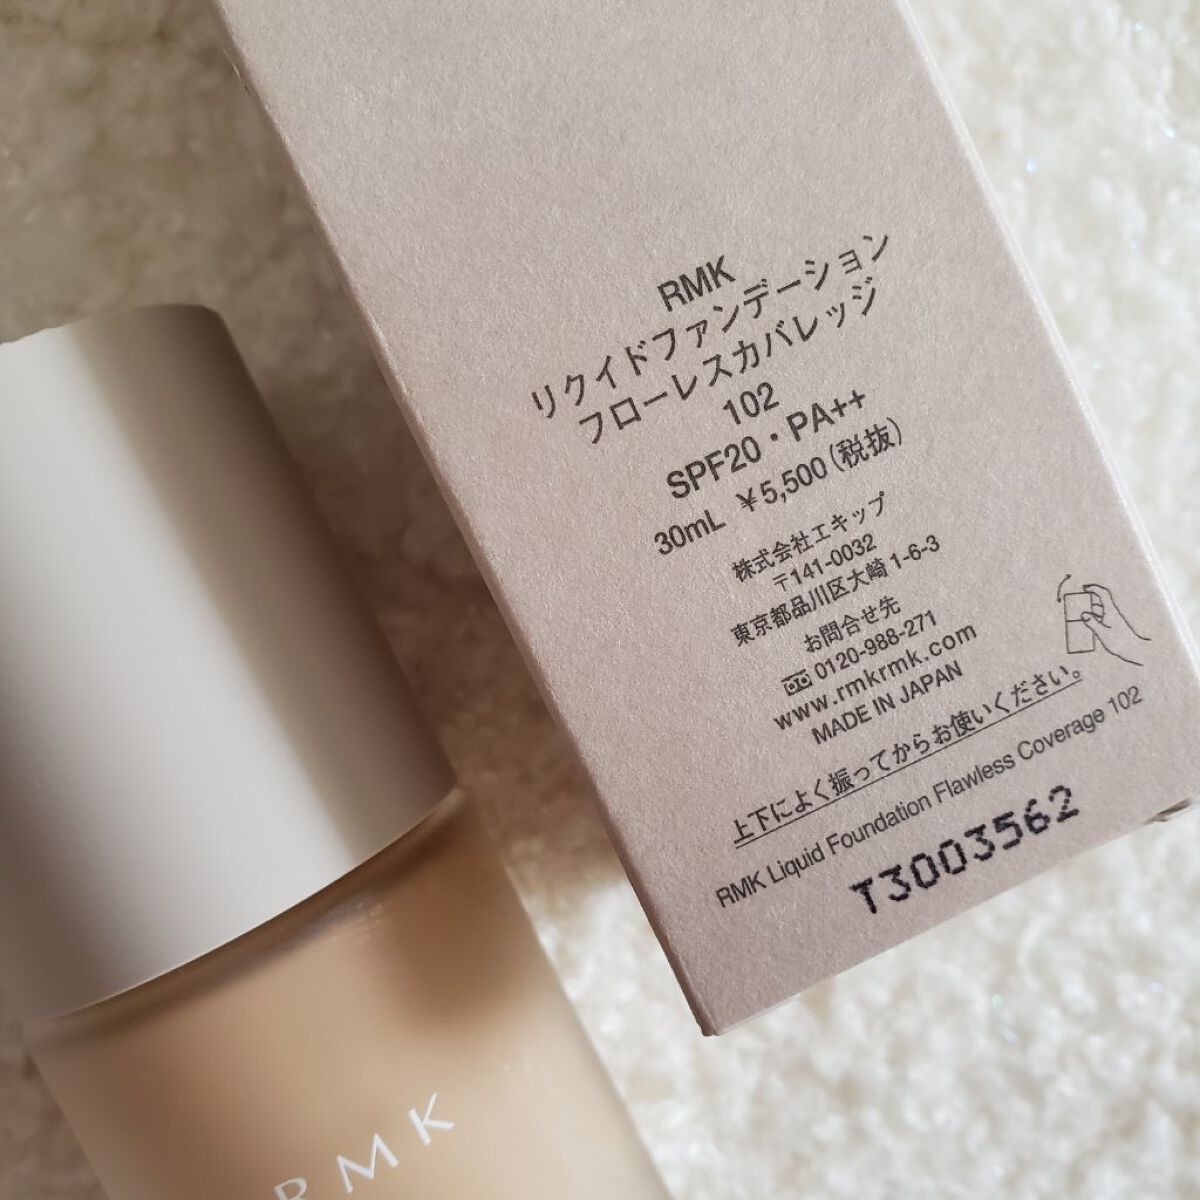 RMK
リクイドファンデーション
フローレスカバレッジ
102
SPF20・PA++
30mL ￥5,500(税抜)
株式会社エキップ
〒141-0032
東京都品川区大崎1-6-3
お問合せ先
0120-988-271
www.rmkrmk.com
MADE IN JAPAN
上下によく振ってからお使いください。
RMK Liquid Foundation Flawless Coverage 102
T3003562
RMK